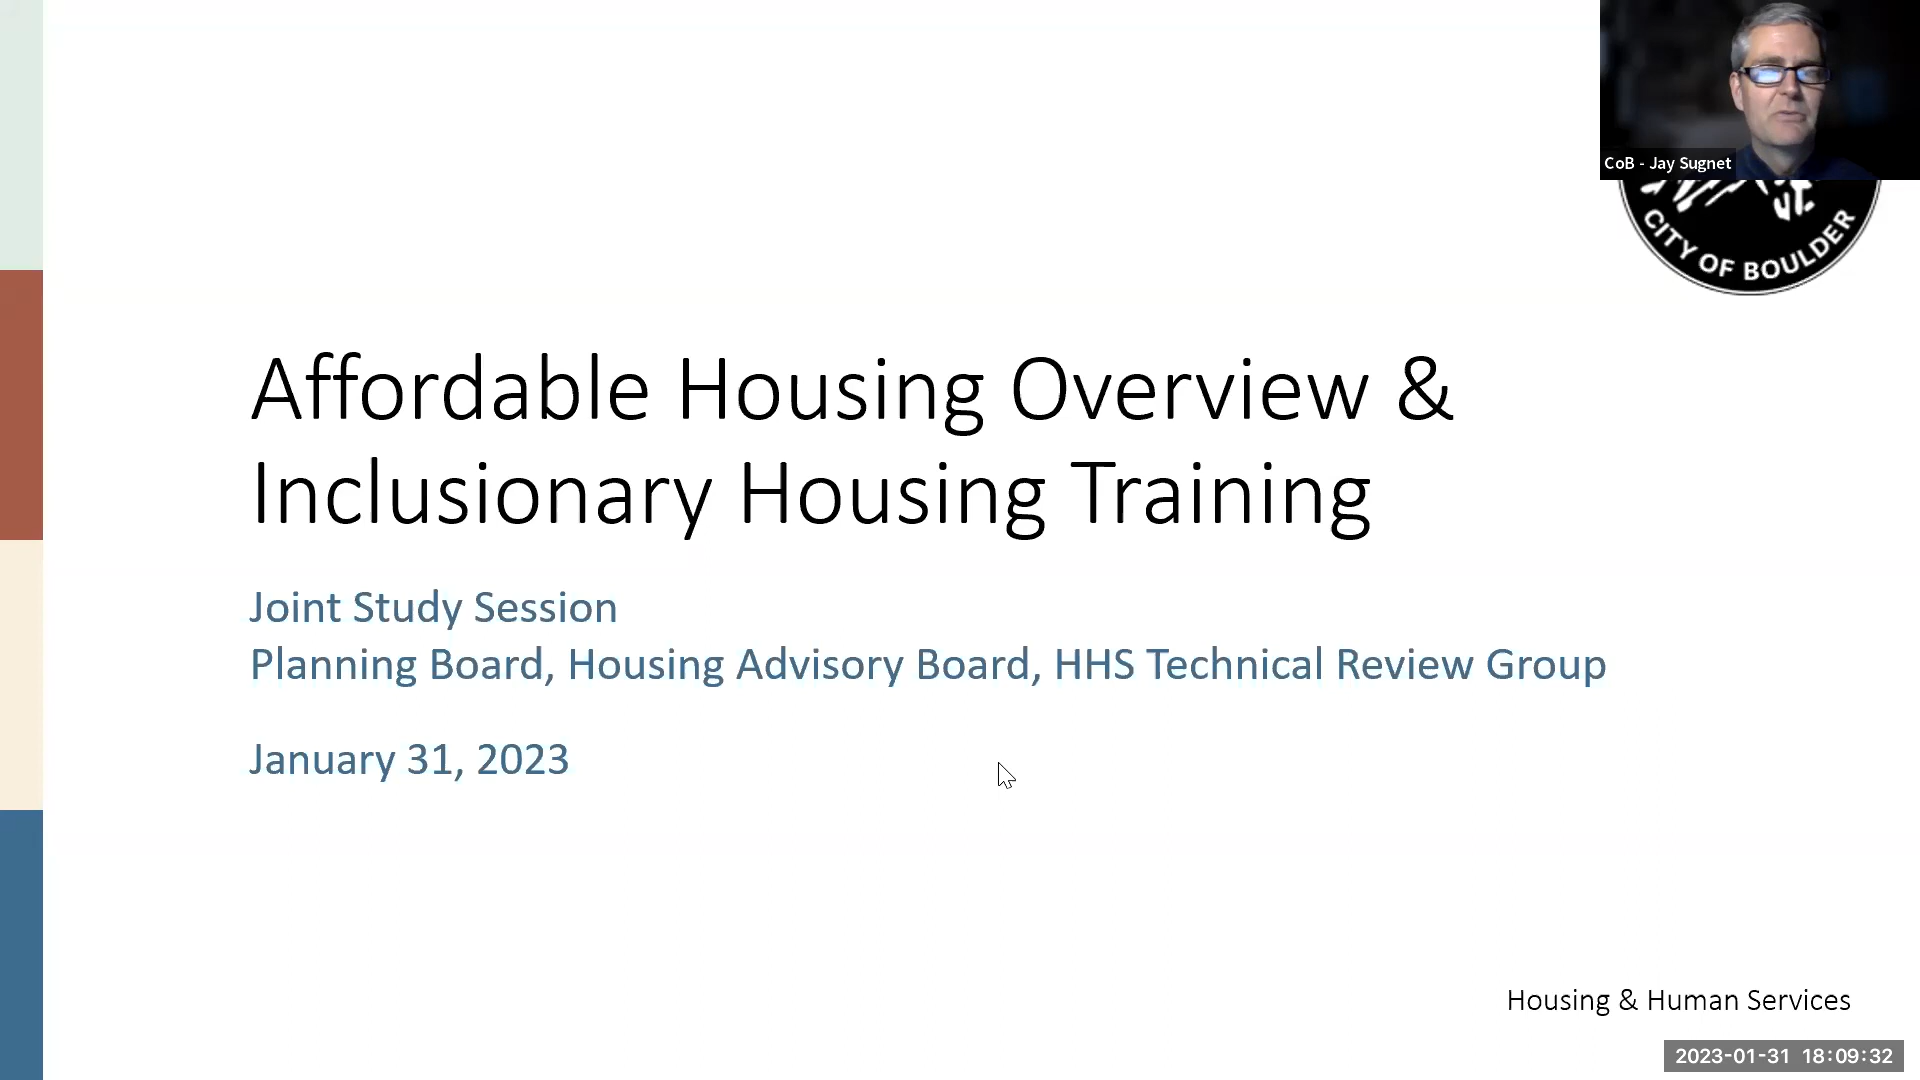 CoB - Jay Sugnet
CITY OF BOULDER
Affordable Housing Overview &
Inclusionary Housing Training
Joint Study Session
Planning Board, Housing Advisory Board, HHS Technical Review Group
January 31, 2023
Housing & Human Services
2023-01-31 18:09:32